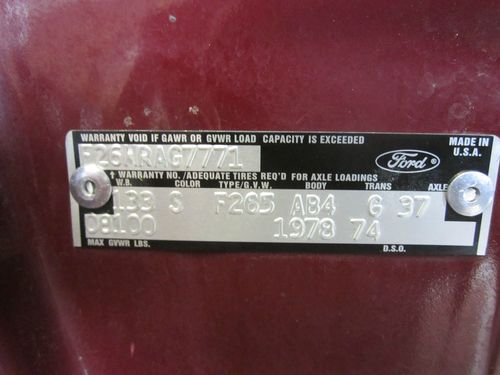 WARRANTY VOID IF GAWR OR GVWR LOAD CAPACITY IS EXCEEDED
F26HRAG7771
Ford
MADE IN
U.S.A.
↑ WARRANTY NO./ADEQUATE TIRES REQ'D FOR AXLE LOADINGS
W.B. COLOR TYPE/G.V.W. BODY TRANS AXLE
133 S F265 AB4 G 37
08100 1978 74
MAX GVWR LBS. D.S.O.